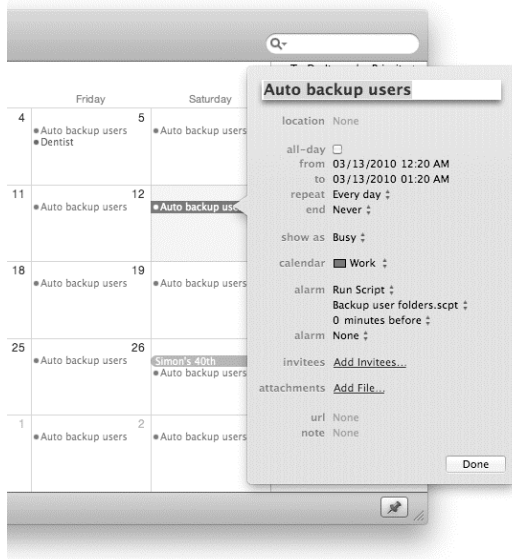 Friday
Saturday
4
5
Auto backup users
Dentist
Auto backup users
11
12
Auto backup users
Auto backup use
18
19
Auto backup users
Auto backup users
25
26
Auto backup users
Simon's 40th
Auto backup users
1
2
Auto backup users
Auto backup users
Auto backup users
location None
all-day
from 03/13/2010 12:20 AM
to 03/13/2010 01:20 AM
repeat Every day
end Never
show as Busy
calendar Work
alarm Run Script
Backup user folders.scpt
0 minutes before
alarm None
invitees Add Invitees...
attachments Add File...
url None
note None
Done